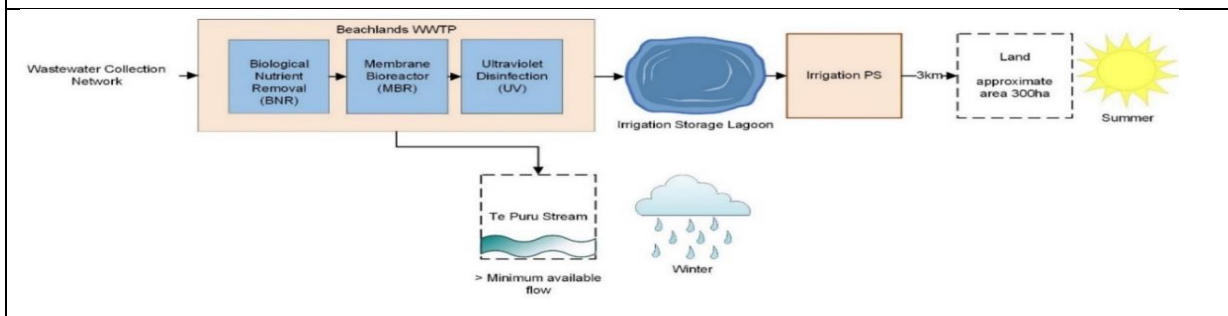 Beachlands WWTP
Wastewater Collection
Network
Biological
Nutrient
Removal
(BNR)
Membrane
Bioreactor
(MBR)
Ultraviolet
Disinfection
(UV)
Irrigation Storage Lagoon
Irrigation PS
3km
Land
approximate
area 300ha
Summer
Te Puru Stream
> Minimum available
flow
Winter